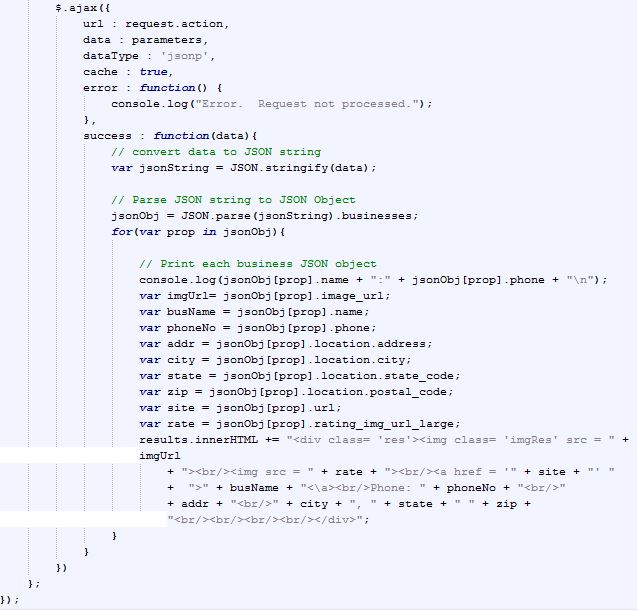 $.ajax({
url : request.action,
data : parameters,
dataType : 'jsonp',
cache : true,
error : function() {
console.log("Error.  Request not processed.");
},
success : function(data){
// convert data to JSON string
var jsonString = JSON.stringify(data);
// Parse JSON string to JSON Object
jsonObj = JSON.parse(jsonString).businesses;
for(var prop in jsonObj){
// Print each business JSON object
console.log(jsonObj[prop].name + ":" + jsonObj[prop].phone + "\n");
var imgUrl= jsonObj[prop].image_url;
var busName = jsonObj[prop].name;
var phoneNo = jsonObj[prop].phone;
var addr = jsonObj[prop].location.address;
var city = jsonObj[prop].location.city;
var state = jsonObj[prop].location.state_code;
var zip = jsonObj[prop].location.postal_code;
var site = jsonObj[prop].url;
var rate = jsonObj[prop].rating_img_url_large;
results.innerHTML += "<div class= 'res'><img class= 'imgRes' src = " +
imgUrl
+ "><br/><img src = " + rate + "><br/><a href = '" + site + "' "
+  ">" + busName + "<\a><br/>Phone: " + phoneNo + "<br/>"
+ addr + "<br/>" + city + ", " + state + " " + zip +
"<br/><br/><br/><br/></div>";
}
}
})
};
});